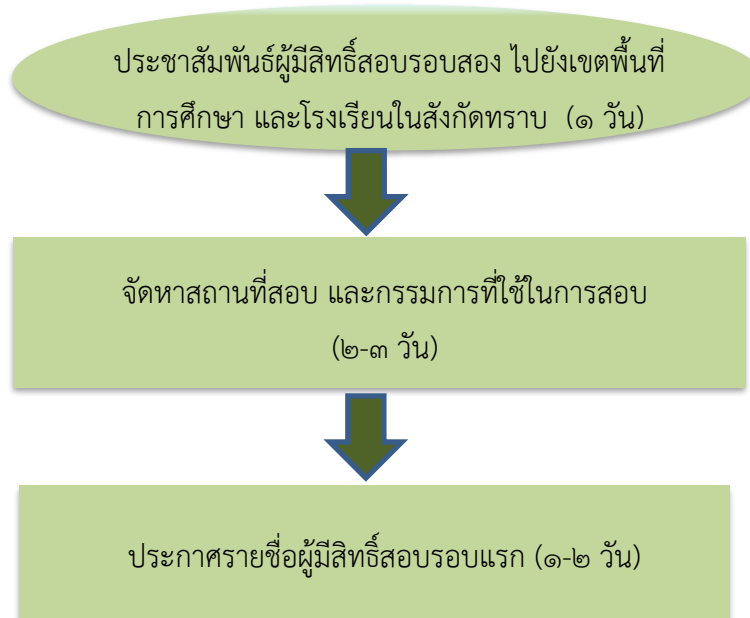 ประชาสัมพันธ์ผู้มีสิทธิ์สอบรอบสอง ไปยังเขตพื้นที่
การศึกษา และโรงเรียนในสังกัดทราบ (๑ วัน)
จัดหาสถานที่สอบ และกรรมการที่ใช้ในการสอบ
(๒-๓ วัน)
ประกาศรายชื่อผู้มีสิทธิ์สอบรอบแรก (๑-๒ วัน)